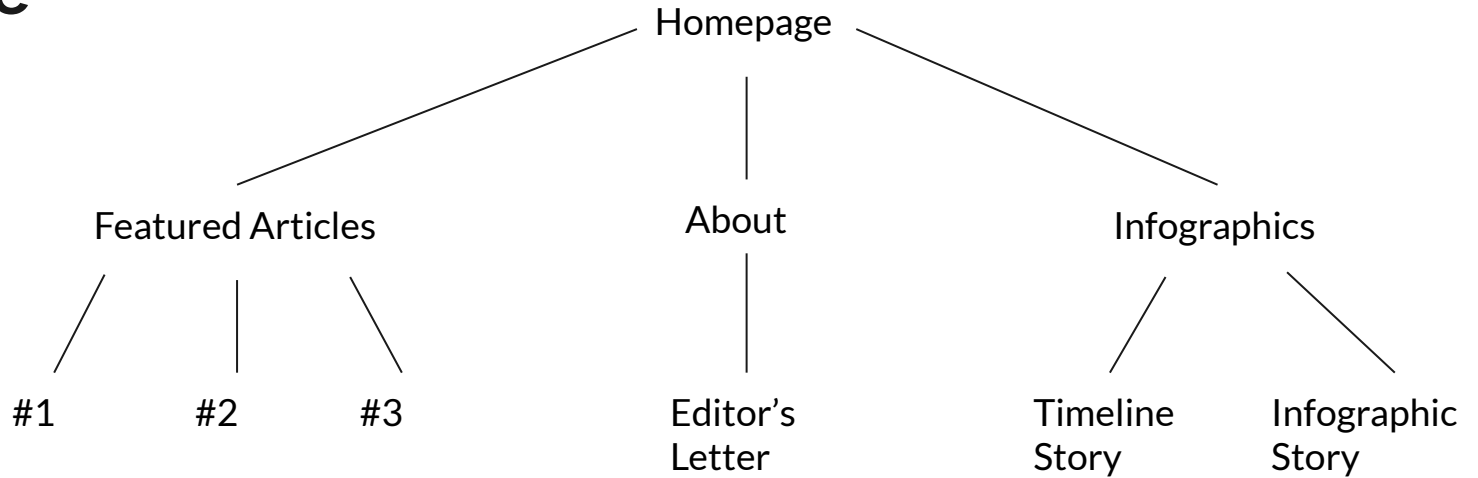 Homepage
Featured Articles
About
Infographics
#1
#2
#3
Editor’s
Letter
Timeline
Story
Infographic
Story